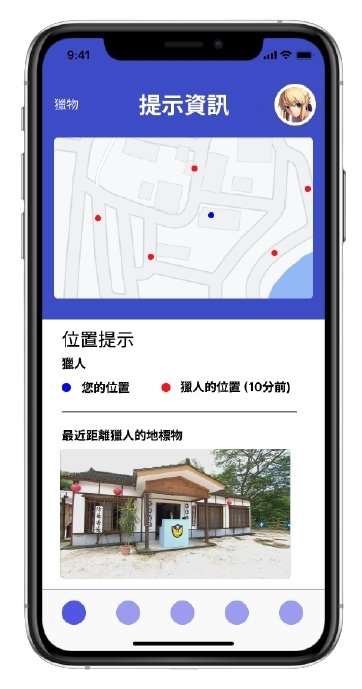 9:41
獵物
提示資訊
位置提示
獵人
您的位置
獵人的位置 (10分前)
最近距離獵人的地標物